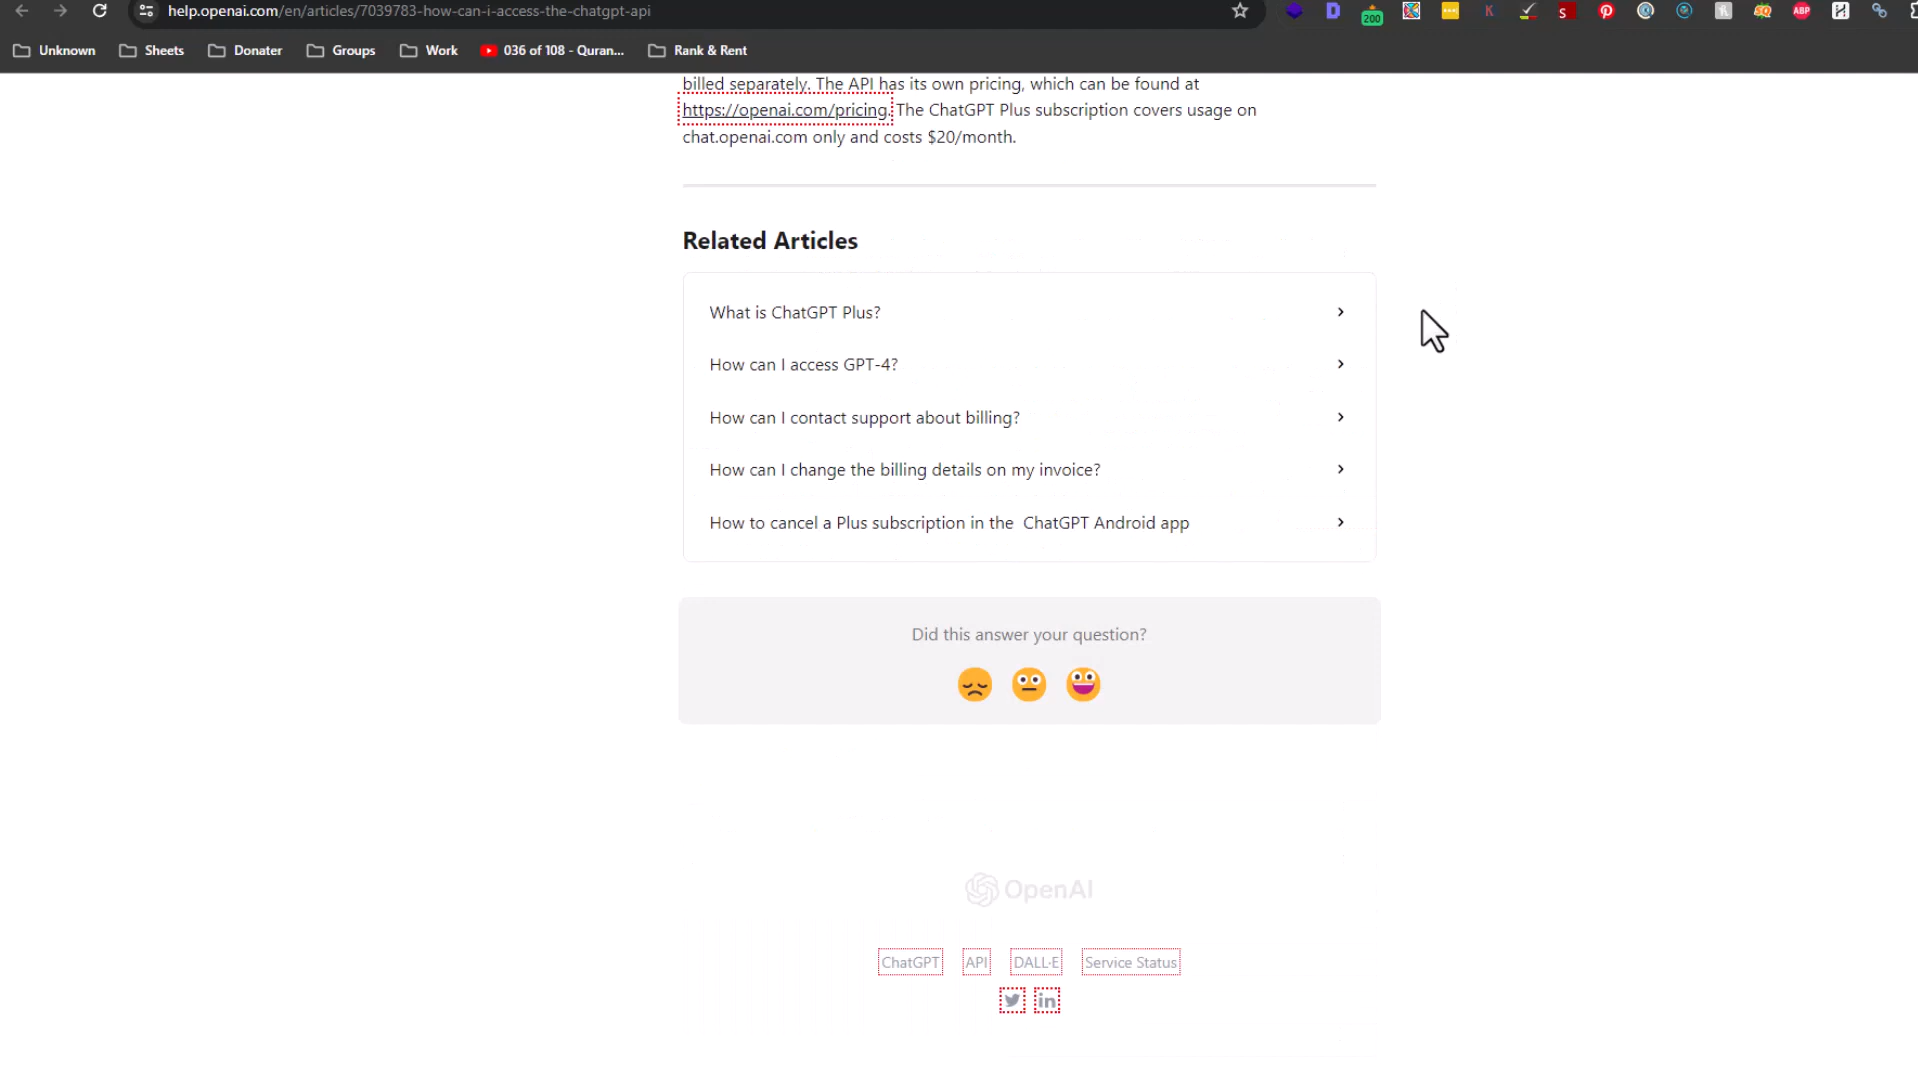 help.openai.com/en/articles/7039783-how-can-i-access-the-chatgpt-api
D
200
K
S
SQ
ABP
Unknown Sheets Donater Groups Work 036 of 108 - Quran... Rank & Rent
billed separately. The API has its own pricing, which can be found at
https://openai.com/pricing. The ChatGPT Plus subscription covers usage on
chat.openai.com only and costs $20/month.
Related Articles
What is ChatGPT Plus?
How can I access GPT-4?
How can I contact support about billing?
How can I change the billing details on my invoice?
How to cancel a Plus subscription in the ChatGPT Android app
Did this answer your question?
OpenAI
ChatGPT API DALL·E Service Status
in